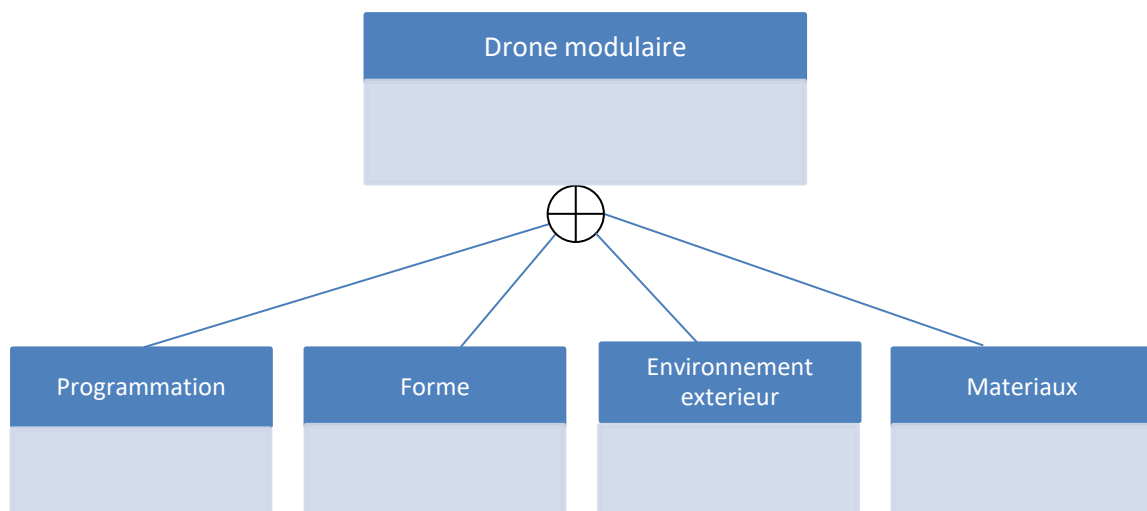 Drone modulaire
Programmation
Forme
Environnement
exterieur
Materiaux